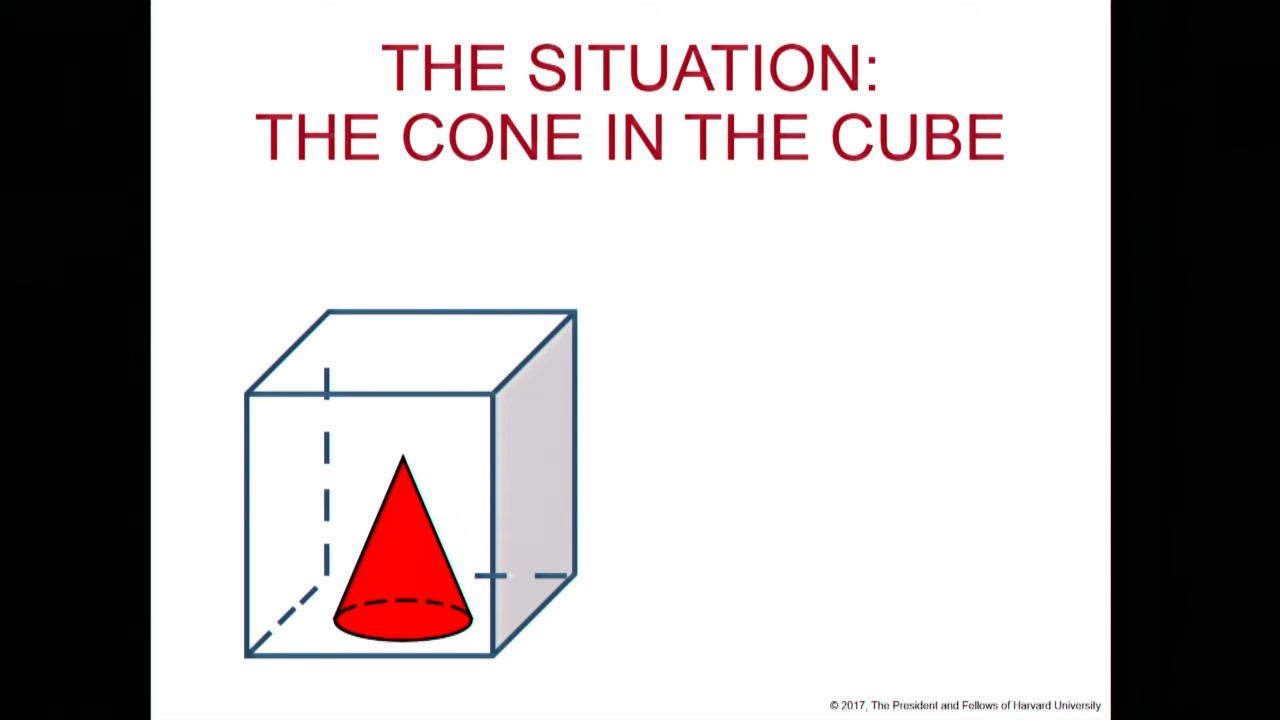 THE SITUATION:
THE CONE IN THE CUBE
© 2017, The President and Fellows of Harvard University